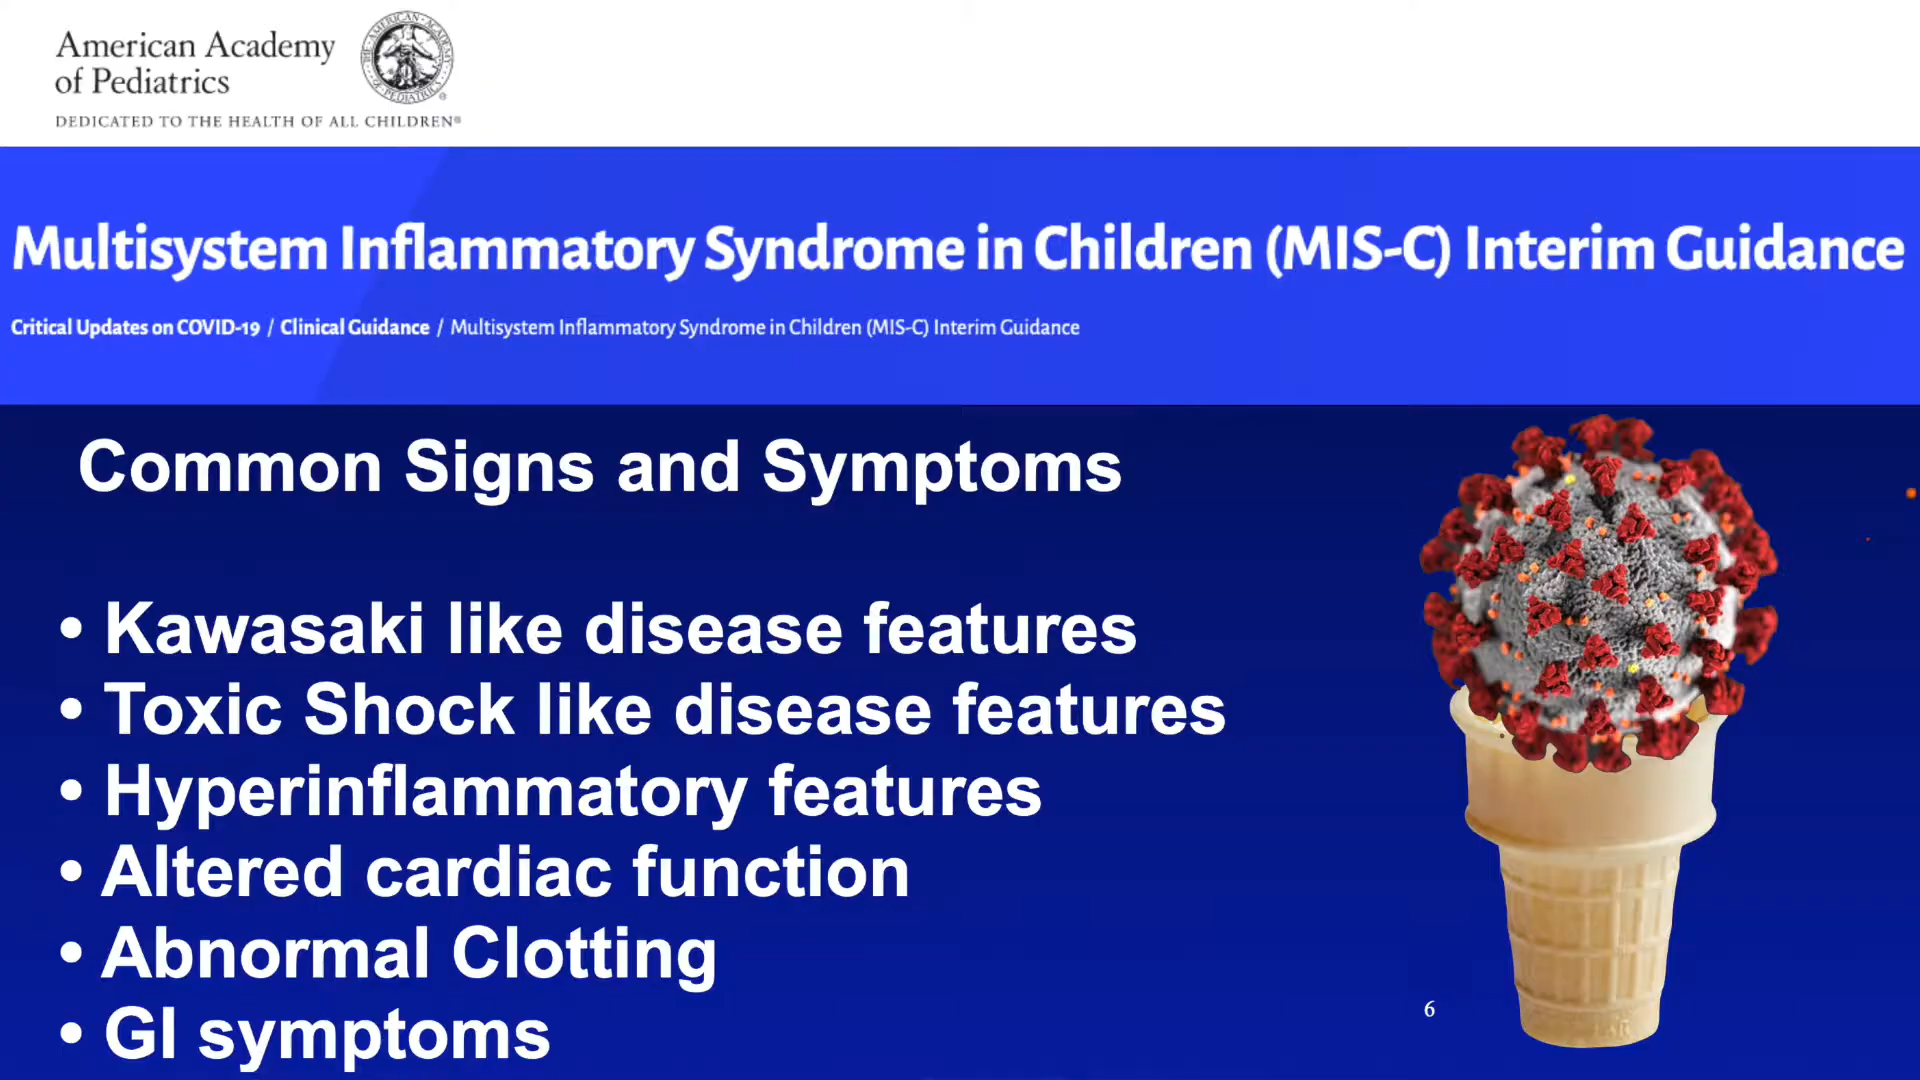 American Academy
of Pediatrics
DEDICATED TO THE HEALTH OF ALL CHILDREN®
Multisystem Inflammatory Syndrome in Children (MIS-C) Interim Guidance
Critical Updates on COVID-19 / Clinical Guidance / Multisystem Inflammatory Syndrome in Children (MIS-C) Interim Guidance
Common Signs and Symptoms
• Kawasaki like disease features
• Toxic Shock like disease features
• Hyperinflammatory features
• Altered cardiac function
• Abnormal Clotting
• GI symptoms
6